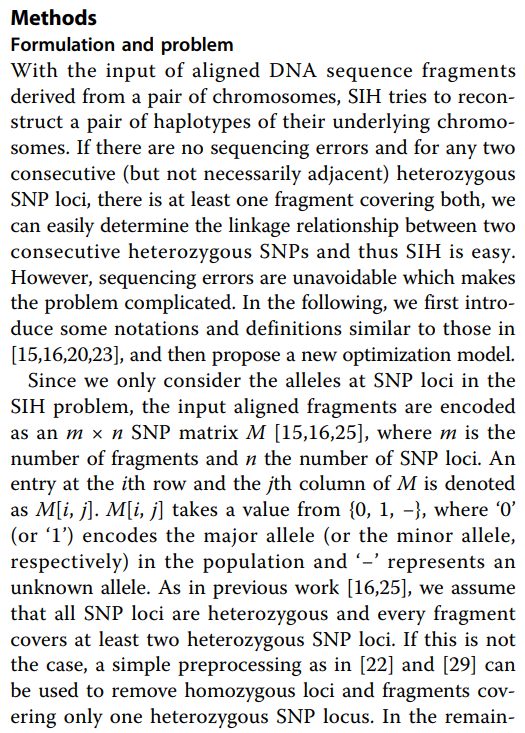 Methods
Formulation and problem
With the input of aligned DNA sequence fragments
derived from a pair of chromosomes, SIH tries to recon-
struct a pair of haplotypes of their underlying chromo-
somes. If there are no sequencing errors and for any two
consecutive (but not necessarily adjacent) heterozygous
SNP loci, there is at least one fragment covering both, we
can easily determine the linkage relationship between two
consecutive heterozygous SNPs and thus SIH is easy.
However, sequencing errors are unavoidable which makes
the problem complicated. In the following, we first intro-
duce some notations and definitions similar to those in
[15,16,20,23], and then propose a new optimization model.
Since we only consider the alleles at SNP loci in the
SIH problem, the input aligned fragments are encoded
as an m × n SNP matrix M [15,16,25], where m is the
number of fragments and n the number of SNP loci. An
entry at the ith row and the jth column of M is denoted
as M[i, j]. M[i, j] takes a value from {0, 1, −}, where ‘0’
(or ‘1’) encodes the major allele (or the minor allele,
respectively) in the population and ‘−’ represents an
unknown allele. As in previous work [16,25], we assume
that all SNP loci are heterozygous and every fragment
covers at least two heterozygous SNP loci. If this is not
the case, a simple preprocessing as in [22] and [29] can
be used to remove homozygous loci and fragments cov-
ering only one heterozygous SNP locus. In the remain-